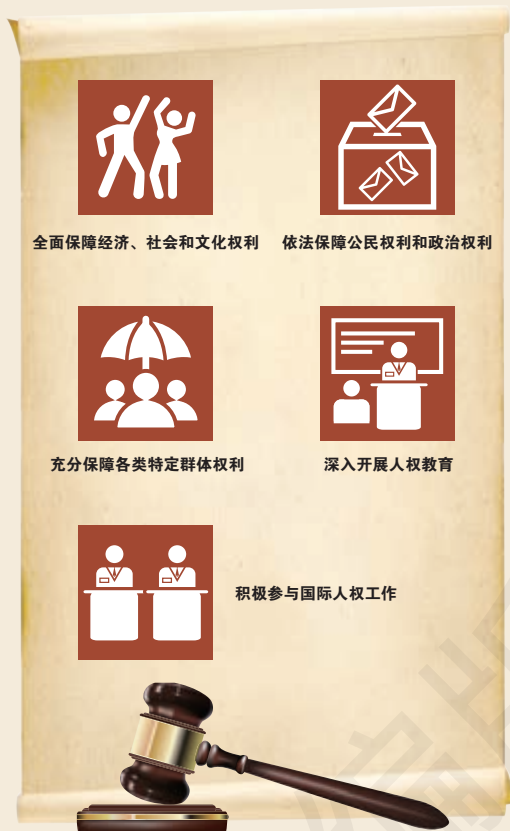 全面保障经济、社会和文化权利
依法保障公民权利和政治权利
充分保障各类特定群体权利
深入开展人权教育
积极参与国际人权工作